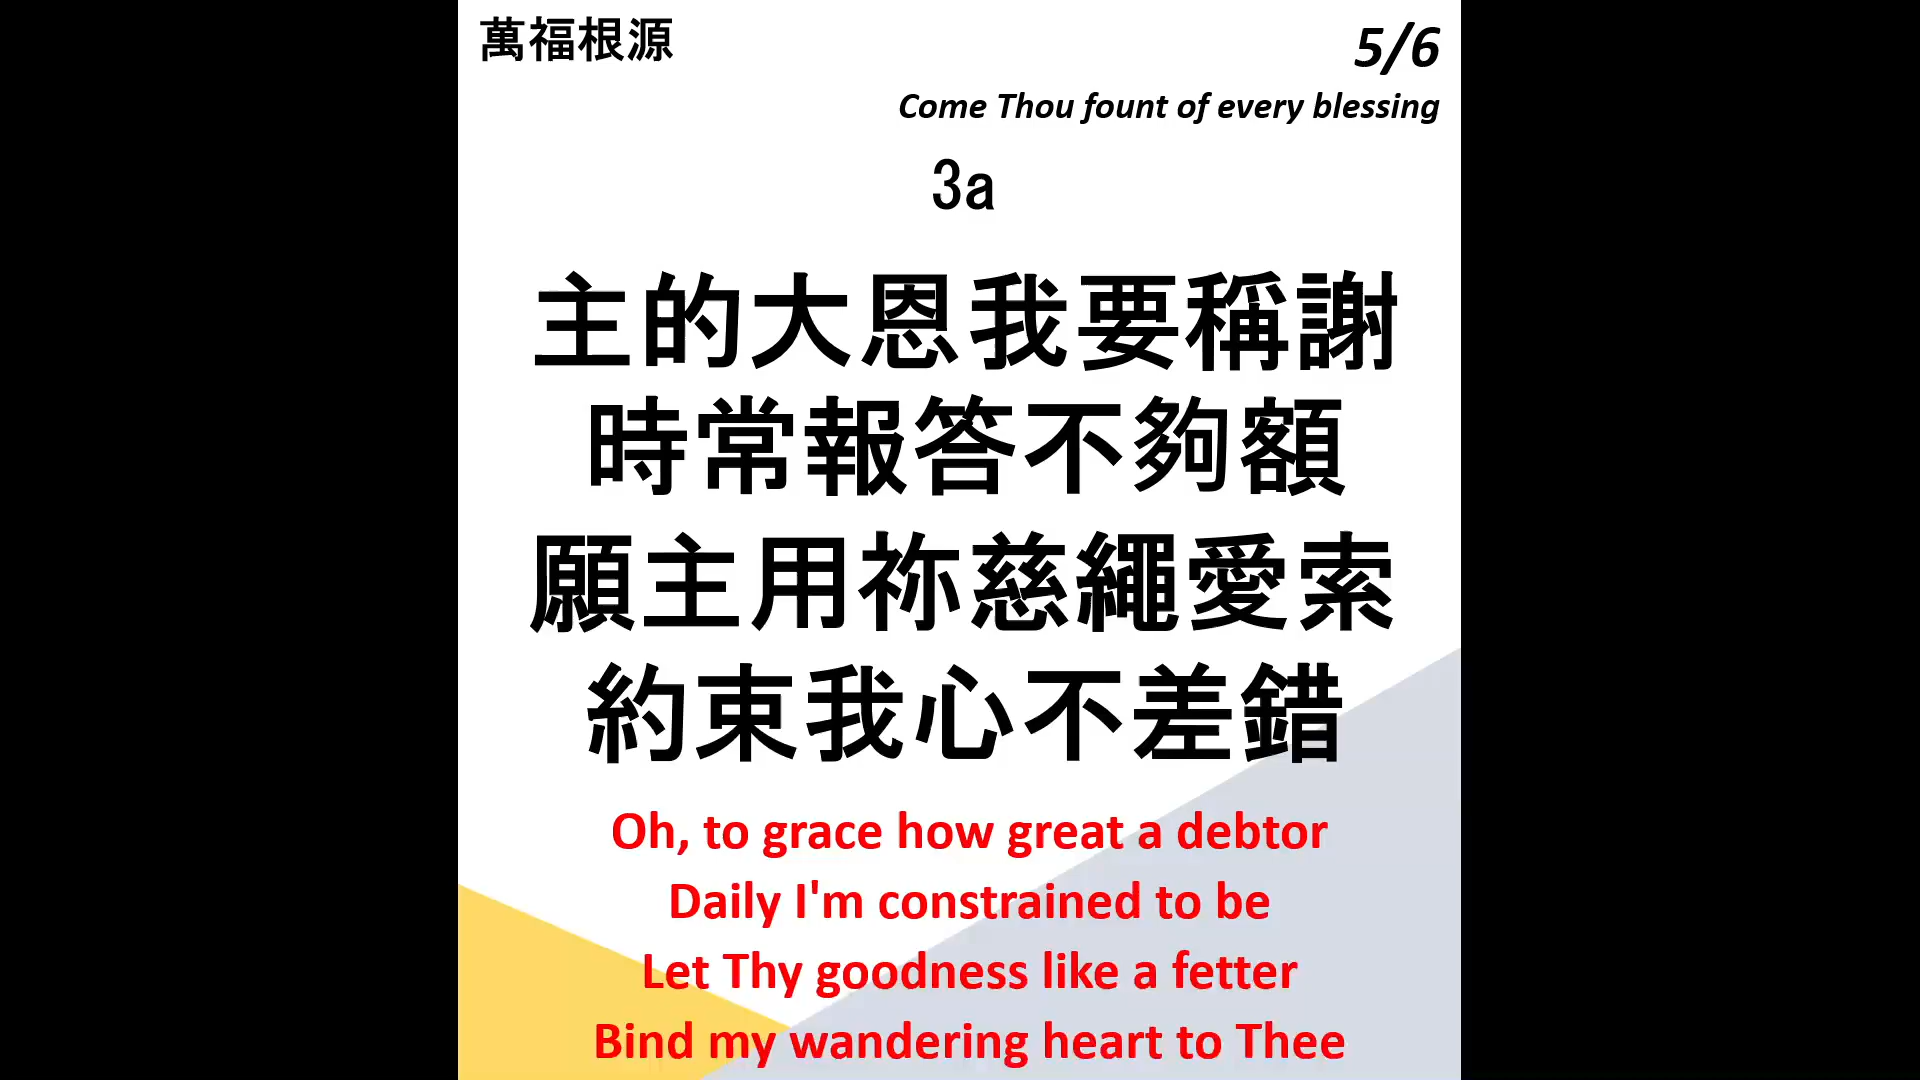 萬福根源
5/6
Come Thou fount of every blessing
3a
主的大恩我要稱謝
時常報答不夠額
願主用祢慈繩愛索
約束我心不差錯
Oh, to grace how great a debtor
Daily I'm constrained to be
Let Thy goodness like a fetter
Bind my wandering heart to Thee